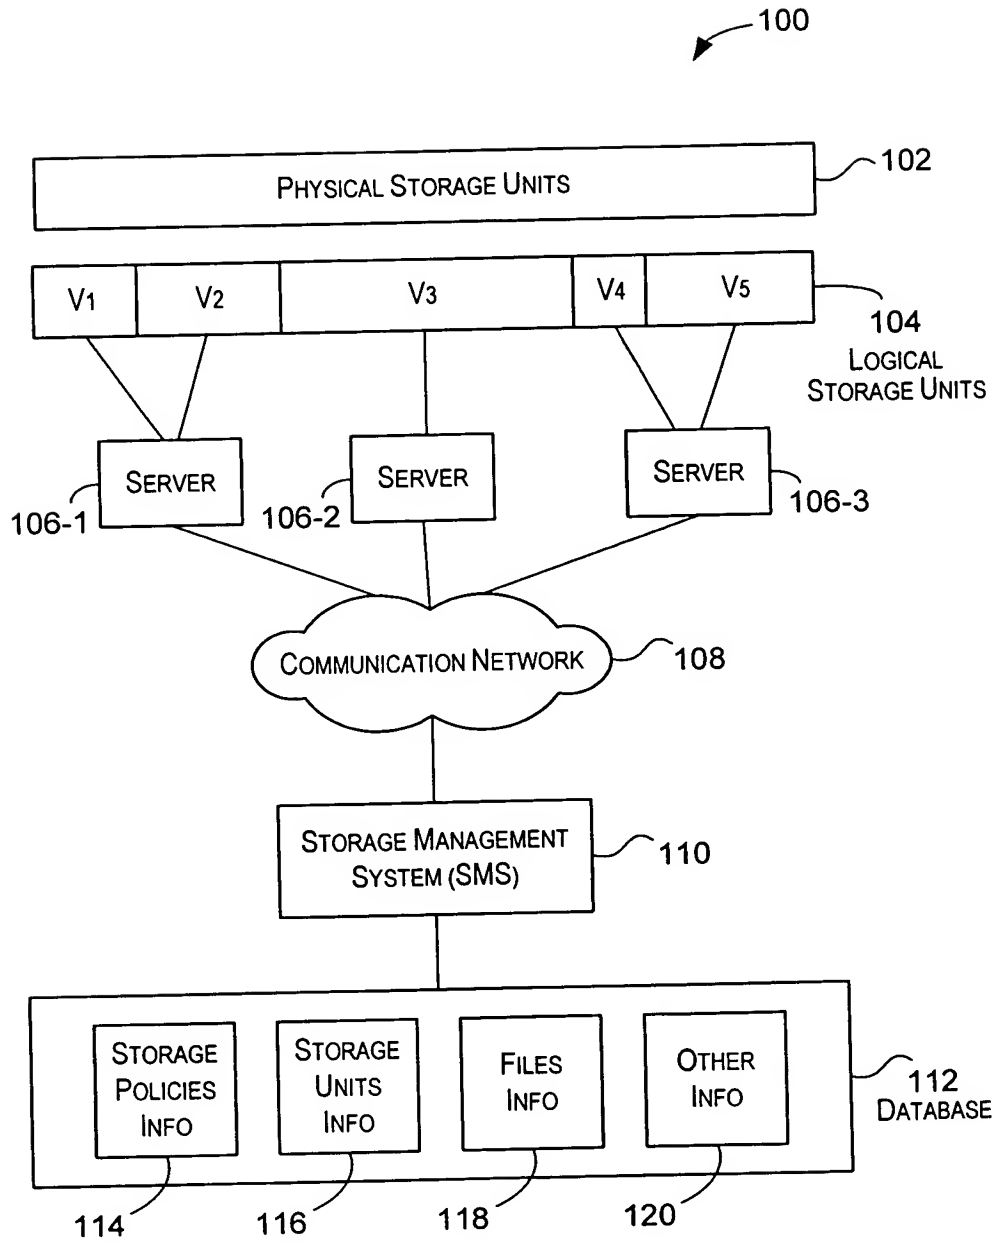 100
PHYSICAL STORAGE UNITS
102
V1 V2 V3 V4 V5
104
LOGICAL
STORAGE UNITS
SERVER SERVER SERVER
106-1 106-2 106-3
COMMUNICATION NETWORK
108
STORAGE MANAGEMENT
SYSTEM (SMS)
110
STORAGE
POLICIES
INFO
STORAGE
UNITS
INFO
FILES
INFO
OTHER
INFO
112
DATABASE
114 116 118 120